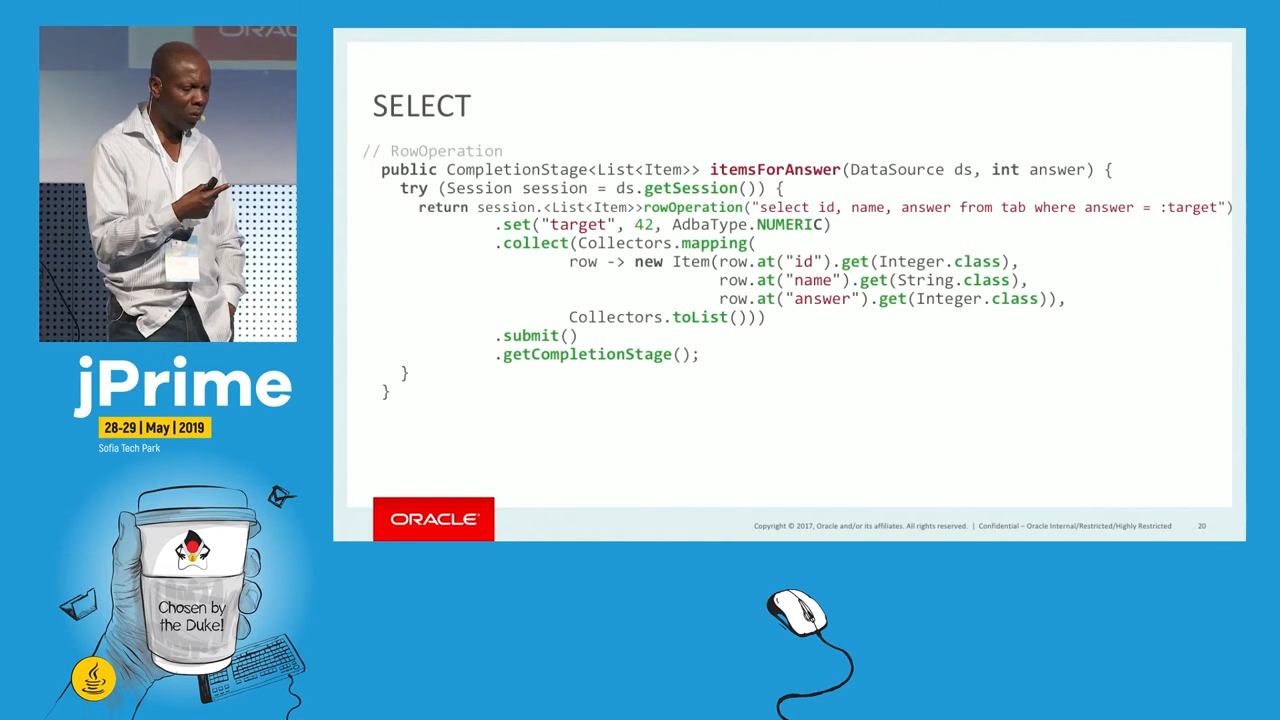 ORA
SELECT
// RowOperation
public CompletionStage<List<Item>> itemsForAnswer(DataSource ds, int answer) {
try (Session session = ds.getSession()) {
return session.<List<Item>>rowOperation("select id, name, answer from tab where answer = :target")
.set("target", 42, AdbaType.NUMERIC)
.collect(Collectors.mapping(
row -> new Item(row.at("id").get(Integer.class),
row.at("name").get(String.class),
row.at("answer").get(Integer.class)),
Collectors.toList()))
.submit()
.getCompletionStage();
}
}
ORACLE
Copyright © 2017, Oracle and/or its affiliates. All rights reserved. | Confidential – Oracle Internal/Restricted/Highly Restricted 20
jPrime
28-29 | May | 2019
Sofia Tech Park
Chosen by
the Duke!